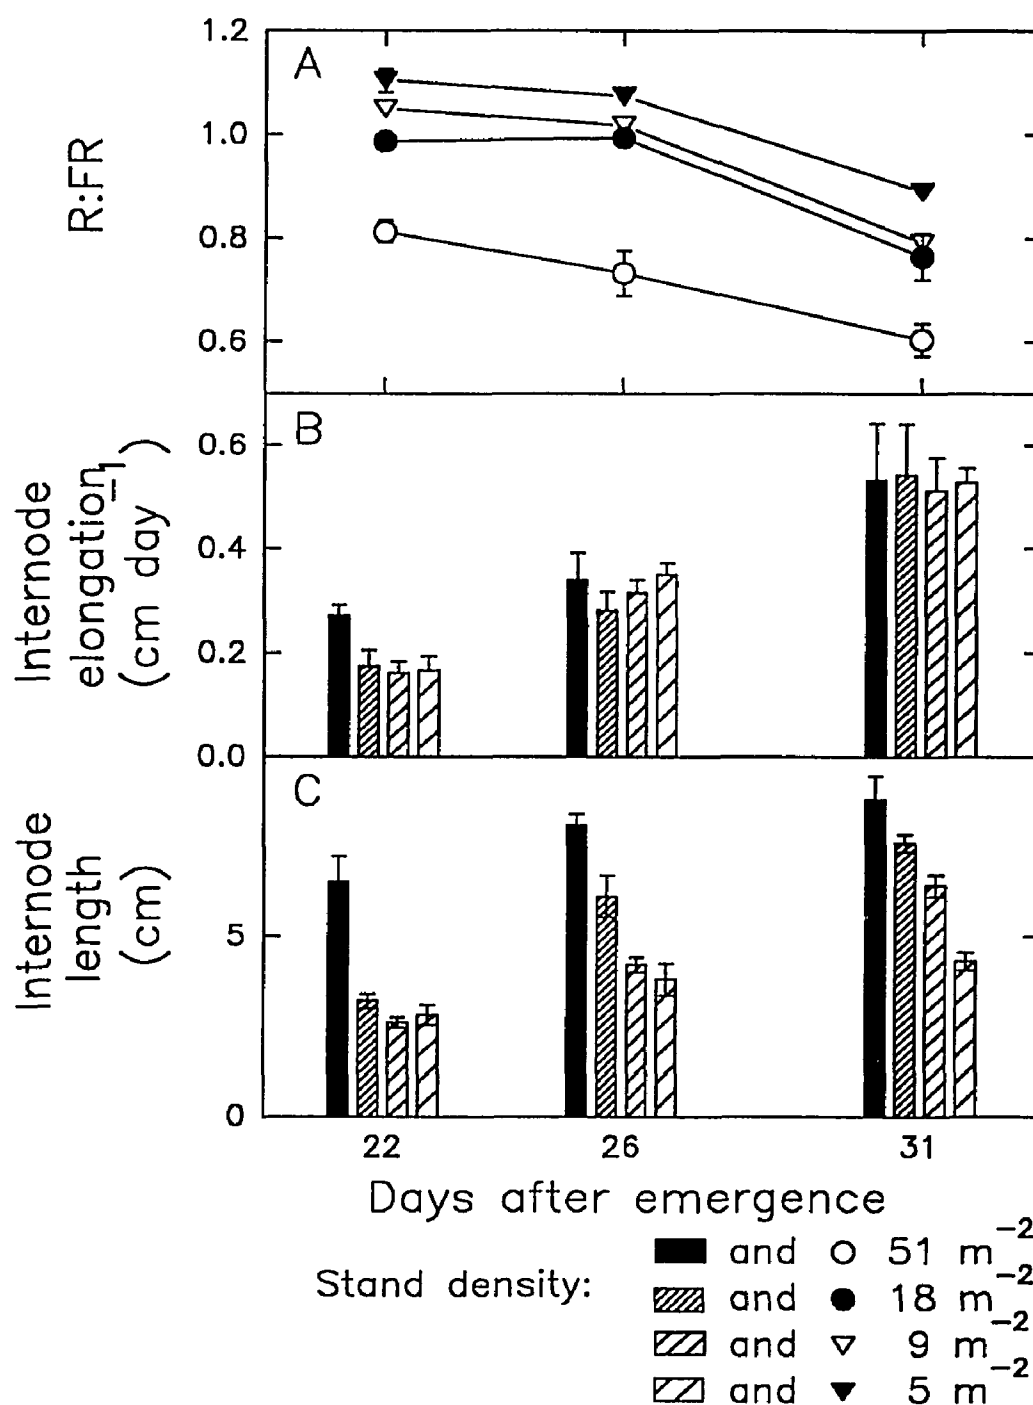 A
1.2
1.0
0.8
0.6
R:FR
B
0.6
0.4
0.2
0.0
Internode
elongation
(cm day⁻¹)
C
5
0
Internode
length
(cm)
22 26 31
Days after emergence
Stand density:
and 51 m⁻²
and 18 m⁻²
and 9 m⁻²
and 5 m⁻²